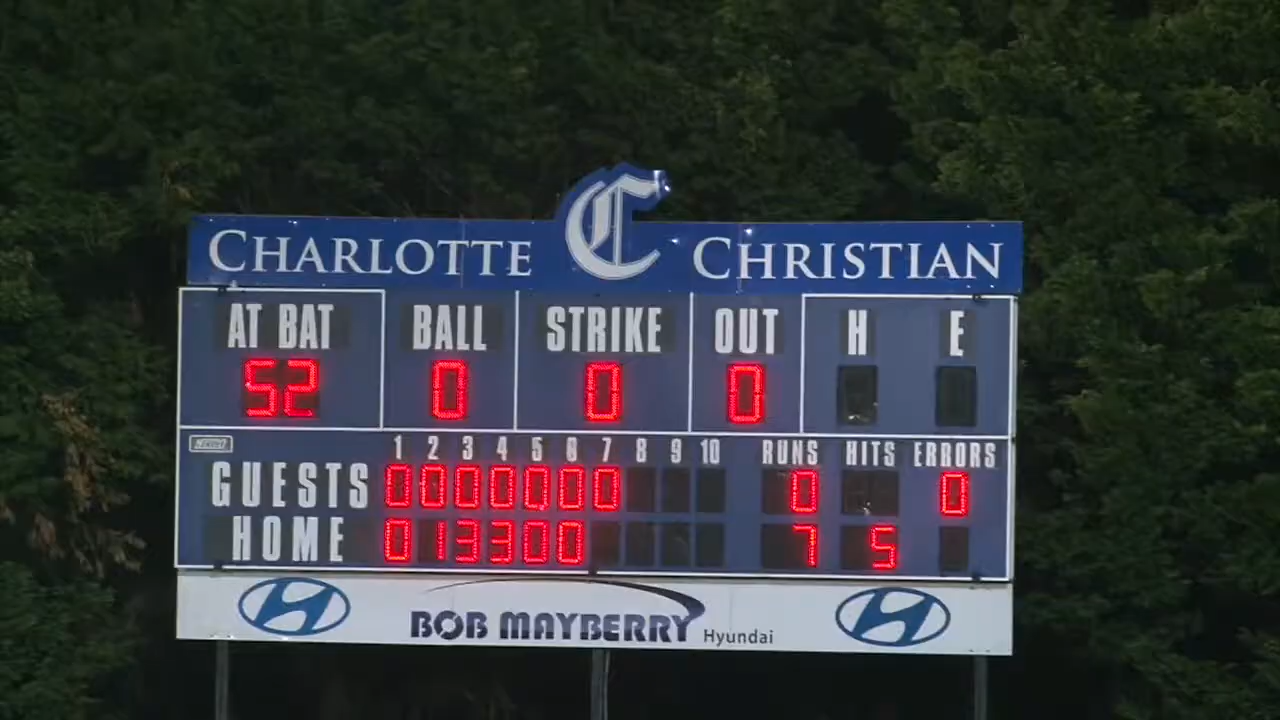 C
CHARLOTTE CHRISTIAN
AT BAT BALL STRIKE OUT H E
52 0 0 0
1 2 3 4 5 6 7 8 9 10 RUNS HITS ERRORS
GUESTS 0 0 0 0 0 0 0 0 0
HOME 0 1 3 3 0 0 7 5
BOB MAYBERRY Hyundai